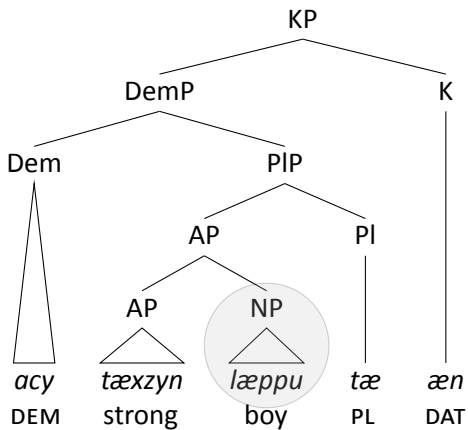 KP
DemP K
Dem PlP
AP Pl
AP NP
acy tæxzyn læppu tæ æn
DEM strong boy PL DAT